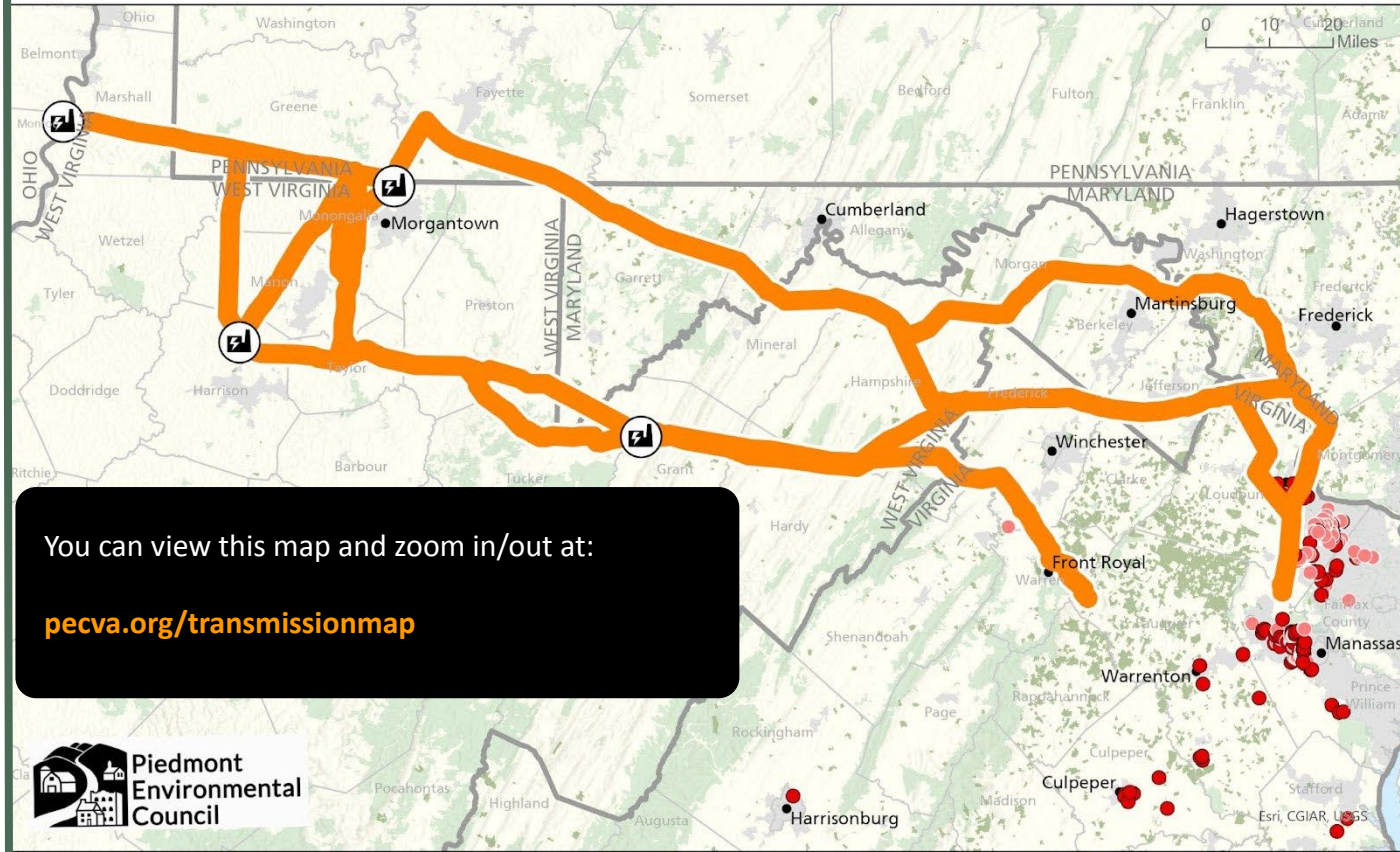 Ohio
Washington
0 10 20
Miles
Cumberland
Belmont
Marshall
Greene
Fayette
Somerset
Bedford
Fulton
Franklin
Adams
OHIO
WEST VIRGINIA
PENNSYLVANIA
WEST VIRGINIA
PENNSYLVANIA
MARYLAND
Monongalia
Morgantown
Cumberland
Allegany
Hagerstown
Washington
Wetzel
WEST VIRGINIA
MARYLAND
Garrett
Morgan
Tyler
Marion
Preston
Martinsburg
Berkeley
Frederick
Frederick
Mineral
Taylor
MARYLAND
VIRGINIA
Doddridge
Harrison
Hampshire
Frederick
Jefferson
Winchester
Montgomery
Ritchie
Barbour
Tucker
Grant
WEST VIRGINIA
VIRGINIA
Clarke
Loudoun
Hardy
You can view this map and zoom in/out at:
pecva.org/transmissionmap
Front Royal
Warren
Fauquier
Fairfax
County
Shenandoah
Manassas
Warrenton
Rappahannock
Prince
William
Page
Rockingham
Culpeper
Piedmont
Environmental
Council
Pocahontas
Highland
Augusta
Harrisonburg
Madison
Culpeper
Stafford
Esri, CGIAR, USGS